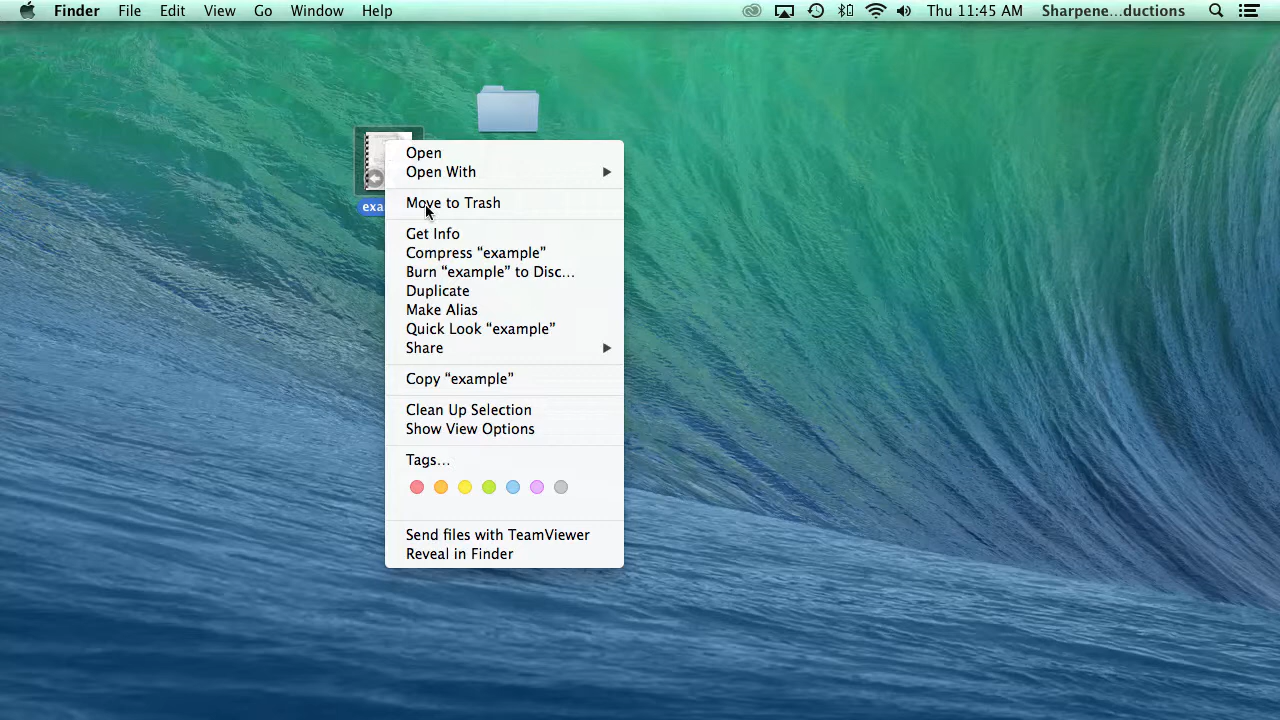 Finder File Edit View Go Window Help Thu 11:45 AM Sharpene...ductions
exa
Open
Open With
Move to Trash
Get Info
Compress “example”
Burn “example” to Disc...
Duplicate
Make Alias
Quick Look “example”
Share
Copy “example”
Clean Up Selection
Show View Options
Tags...
Send files with TeamViewer
Reveal in Finder